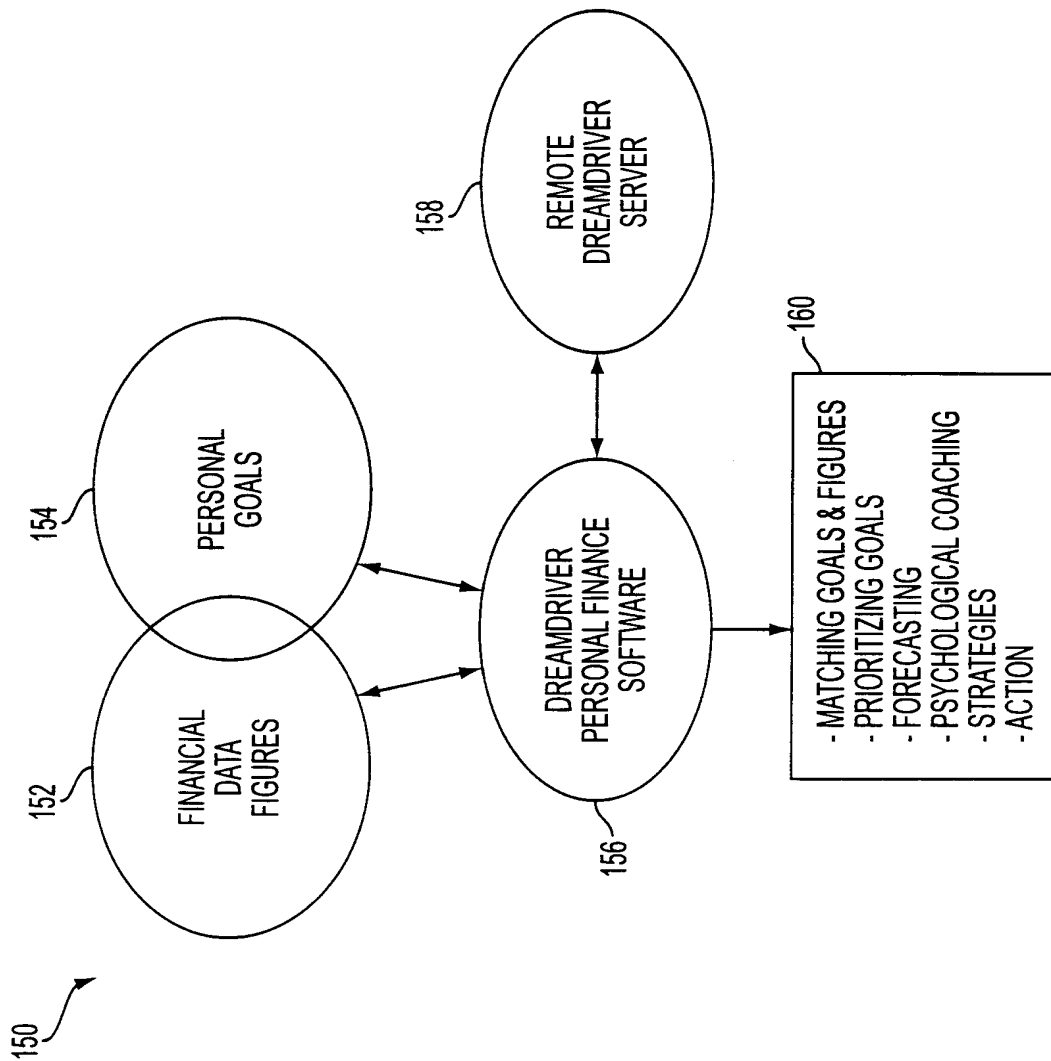 150
152
FINANCIAL
DATA
FIGURES
154
PERSONAL
GOALS
156
DREAMDRIVER
PERSONAL FINANCE
SOFTWARE
158
REMOTE
DREAMDRIVER
SERVER
160
- MATCHING GOALS & FIGURES
- PRIORITIZING GOALS
- FORECASTING
- PSYCHOLOGICAL COACHING
- STRATEGIES
- ACTION